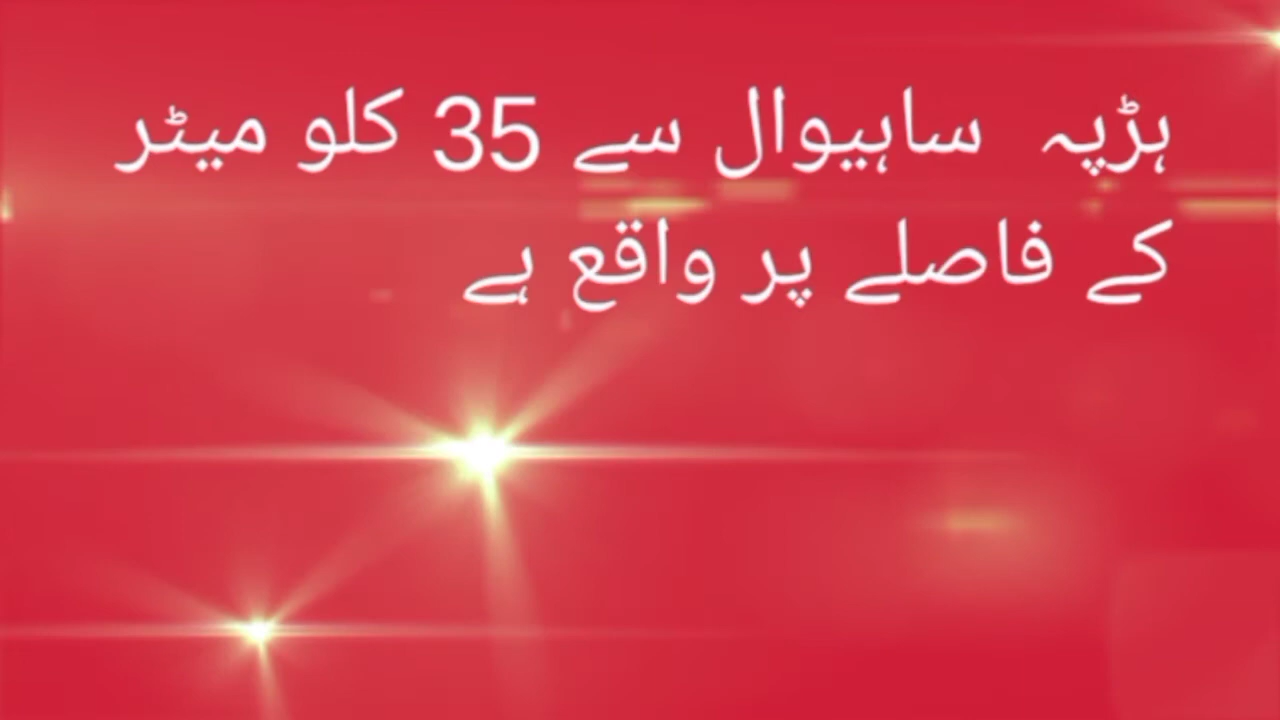 ہڑپہ ساہیوال سے 35 کلو میٹر
کے فاصلے پر واقع ہے